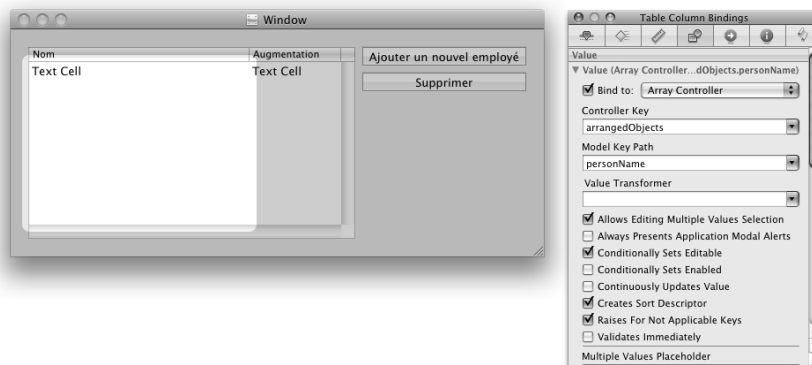 Window
Nom Augmentation
Text Cell Text Cell
Ajouter un nouvel employé
Supprimer
Table Column Bindings
Value
Value (Array Controller...dObjects.personName)
Bind to: Array Controller
Controller Key
arrangedObjects
Model Key Path
personName
Value Transformer
Allows Editing Multiple Values Selection
Always Presents Application Modal Alerts
Conditionally Sets Editable
Conditionally Sets Enabled
Continuously Updates Value
Creates Sort Descriptor
Raises For Not Applicable Keys
Validates Immediately
Multiple Values Placeholder